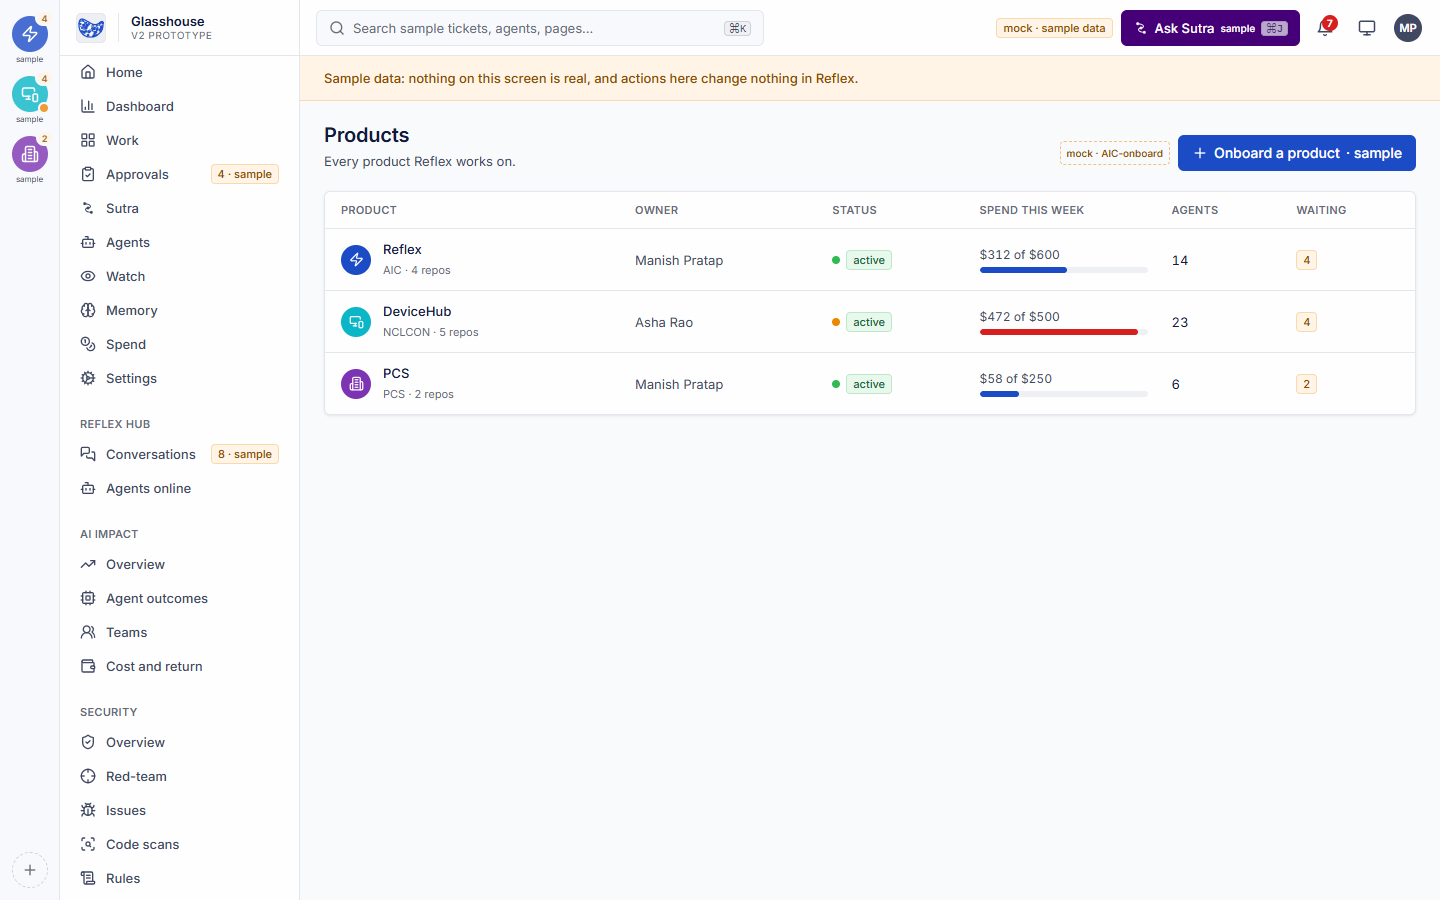 4
sample
4
sample
2
sample
Glasshouse
V2 PROTOTYPE
Home
Dashboard
Work
Approvals 4 · sample
Sutra
Agents
Watch
Memory
Spend
Settings
REFLEX HUB
Conversations 8 · sample
Agents online
AI IMPACT
Overview
Agent outcomes
Teams
Cost and return
SECURITY
Overview
Red-team
Issues
Code scans
Rules
Search sample tickets, agents, pages... ⌘K
mock · sample data
Ask Sutra sample ⌘J
7
MP
Sample data: nothing on this screen is real, and actions here change nothing in Reflex.
Products
Every product Reflex works on.
mock · AIC-onboard
+ Onboard a product · sample
PRODUCT OWNER STATUS SPEND THIS WEEK AGENTS WAITING
Reflex
AIC · 4 repos
Manish Pratap active $312 of $600 14 4
DeviceHub
NCLCON · 5 repos
Asha Rao active $472 of $500 23 4
PCS
PCS · 2 repos
Manish Pratap active $58 of $250 6 2